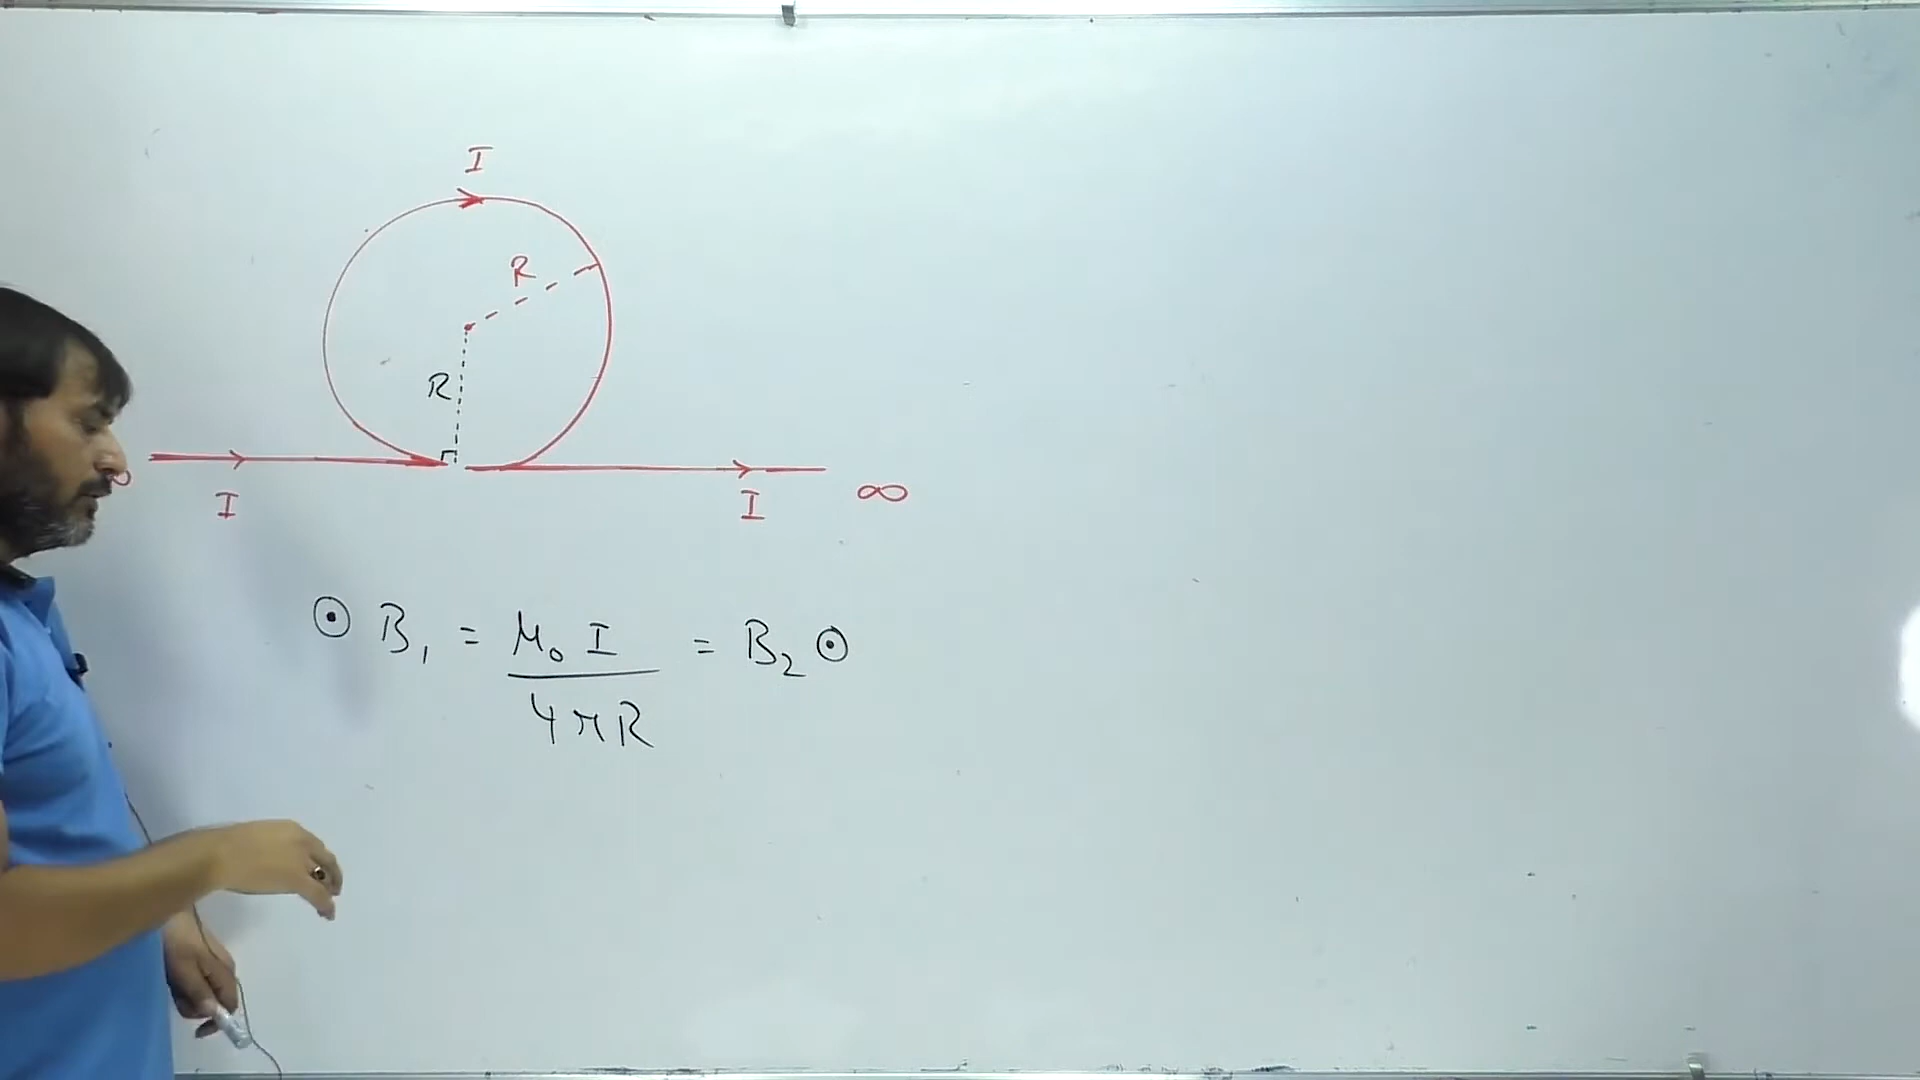 I
R
R
I
I
∞
⊙ B₁ = μ₀ I / 4πR = B₂ ⊙